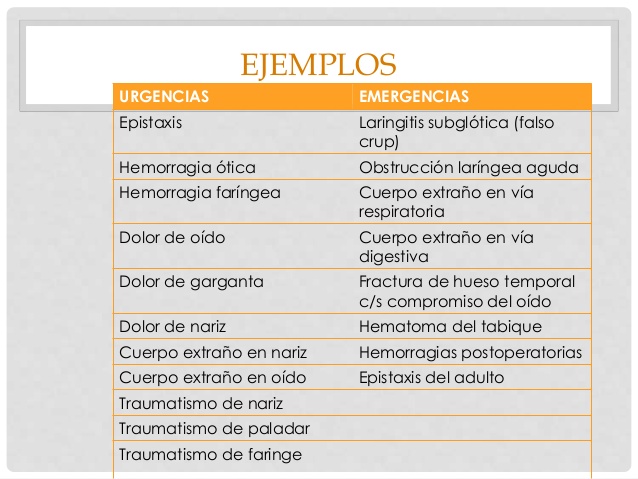 EJEMPLOS
URGENCIAS EMERGENCIAS
Epistaxis Laringitis subglótica (falso
crup)
Hemorragia ótica Obstrucción laríngea aguda
Hemorragia faríngea Cuerpo extraño en vía
respiratoria
Dolor de oído Cuerpo extraño en vía
digestiva
Dolor de garganta Fractura de hueso temporal
c/s compromiso del oído
Dolor de nariz Hematoma del tabique
Cuerpo extraño en nariz Hemorragias postoperatorias
Cuerpo extraño en oído Epistaxis del adulto
Traumatismo de nariz
Traumatismo de paladar
Traumatismo de faringe